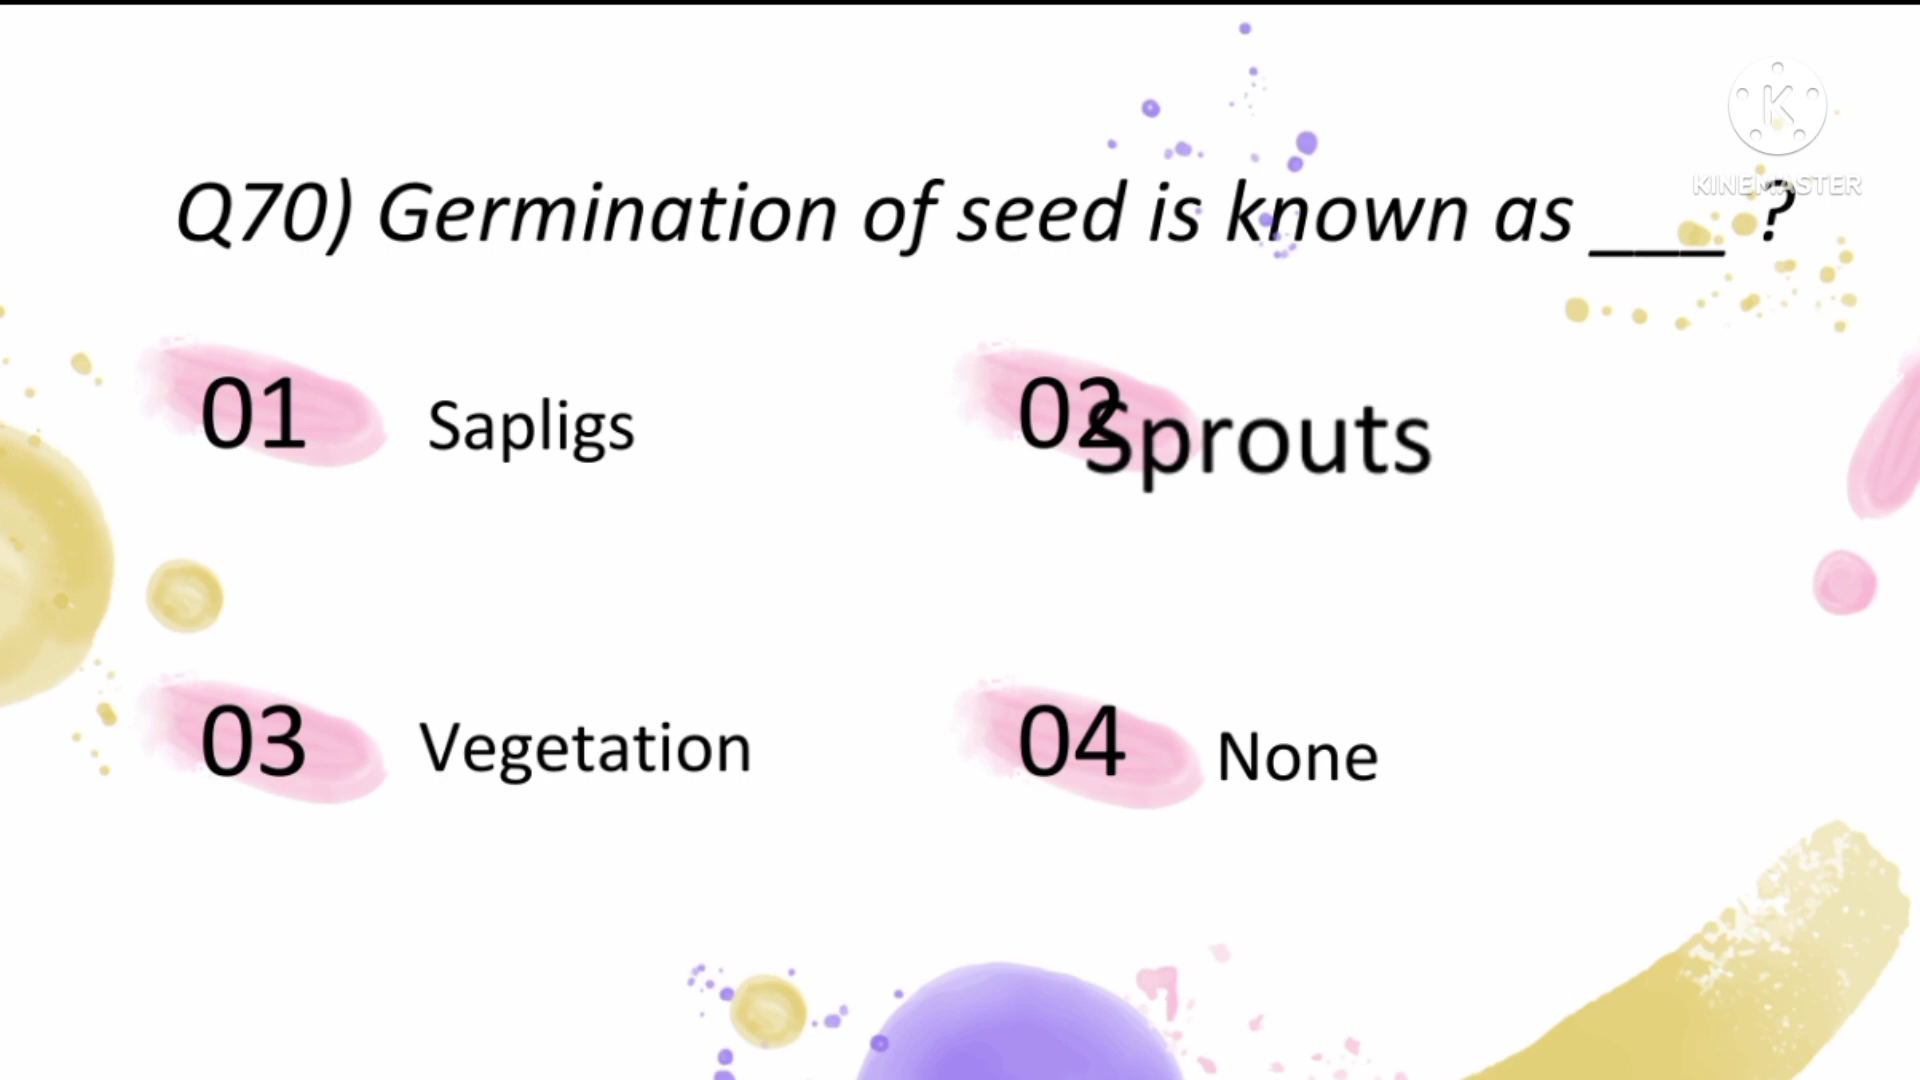 K
KINEMASTER
Q70) Germination of seed is known as ___ ?
01 Sapligs
02 Sprouts
03 Vegetation
04 None